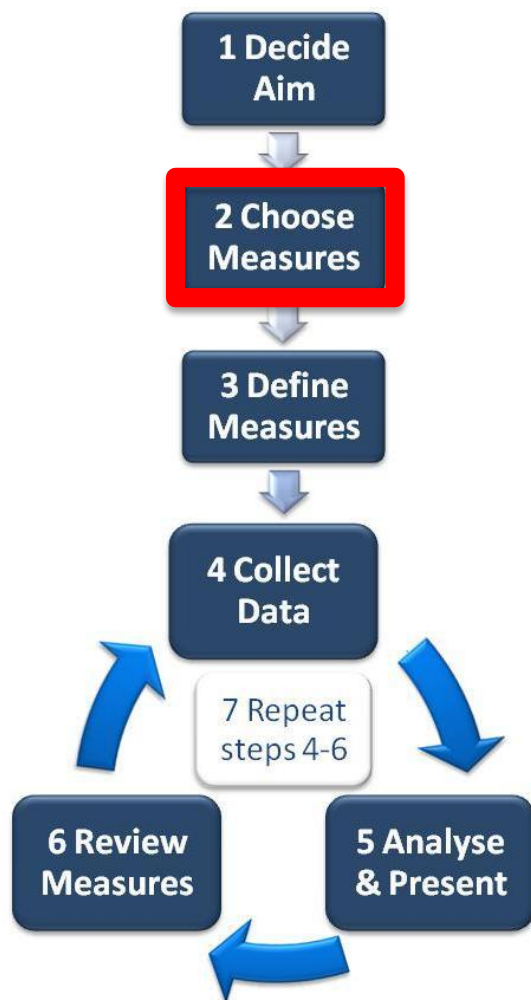 1 Decide
Aim
2 Choose
Measures
3 Define
Measures
4 Collect
Data
7 Repeat
steps 4-6
6 Review
Measures
5 Analyse
& Present